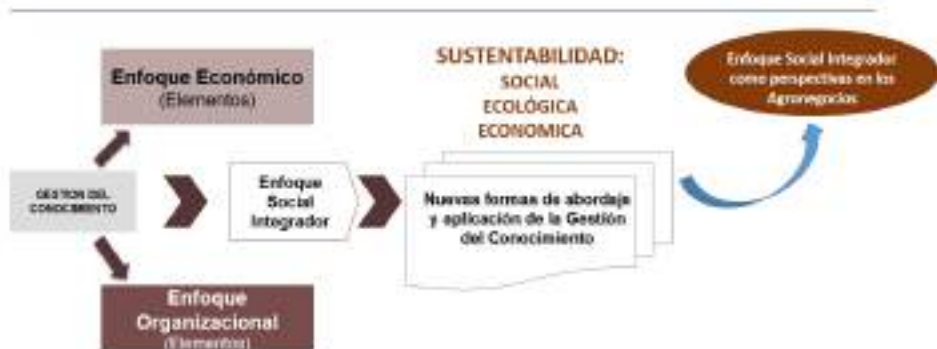 Enfoque Económico
(Elementos)
SUSTENTABILIDAD:
SOCIAL
ECOLÓGICA
ECONOMICA
Enfoque Social Integrador
como perspectivas en los
Agronegocios
GESTION DEL
CONOCIMIENTO
Enfoque
Social
Integrador
Nuevas formas de abordaje
y aplicación de la Gestión
del Conocimiento
Enfoque
Organizacional
(Elementos)